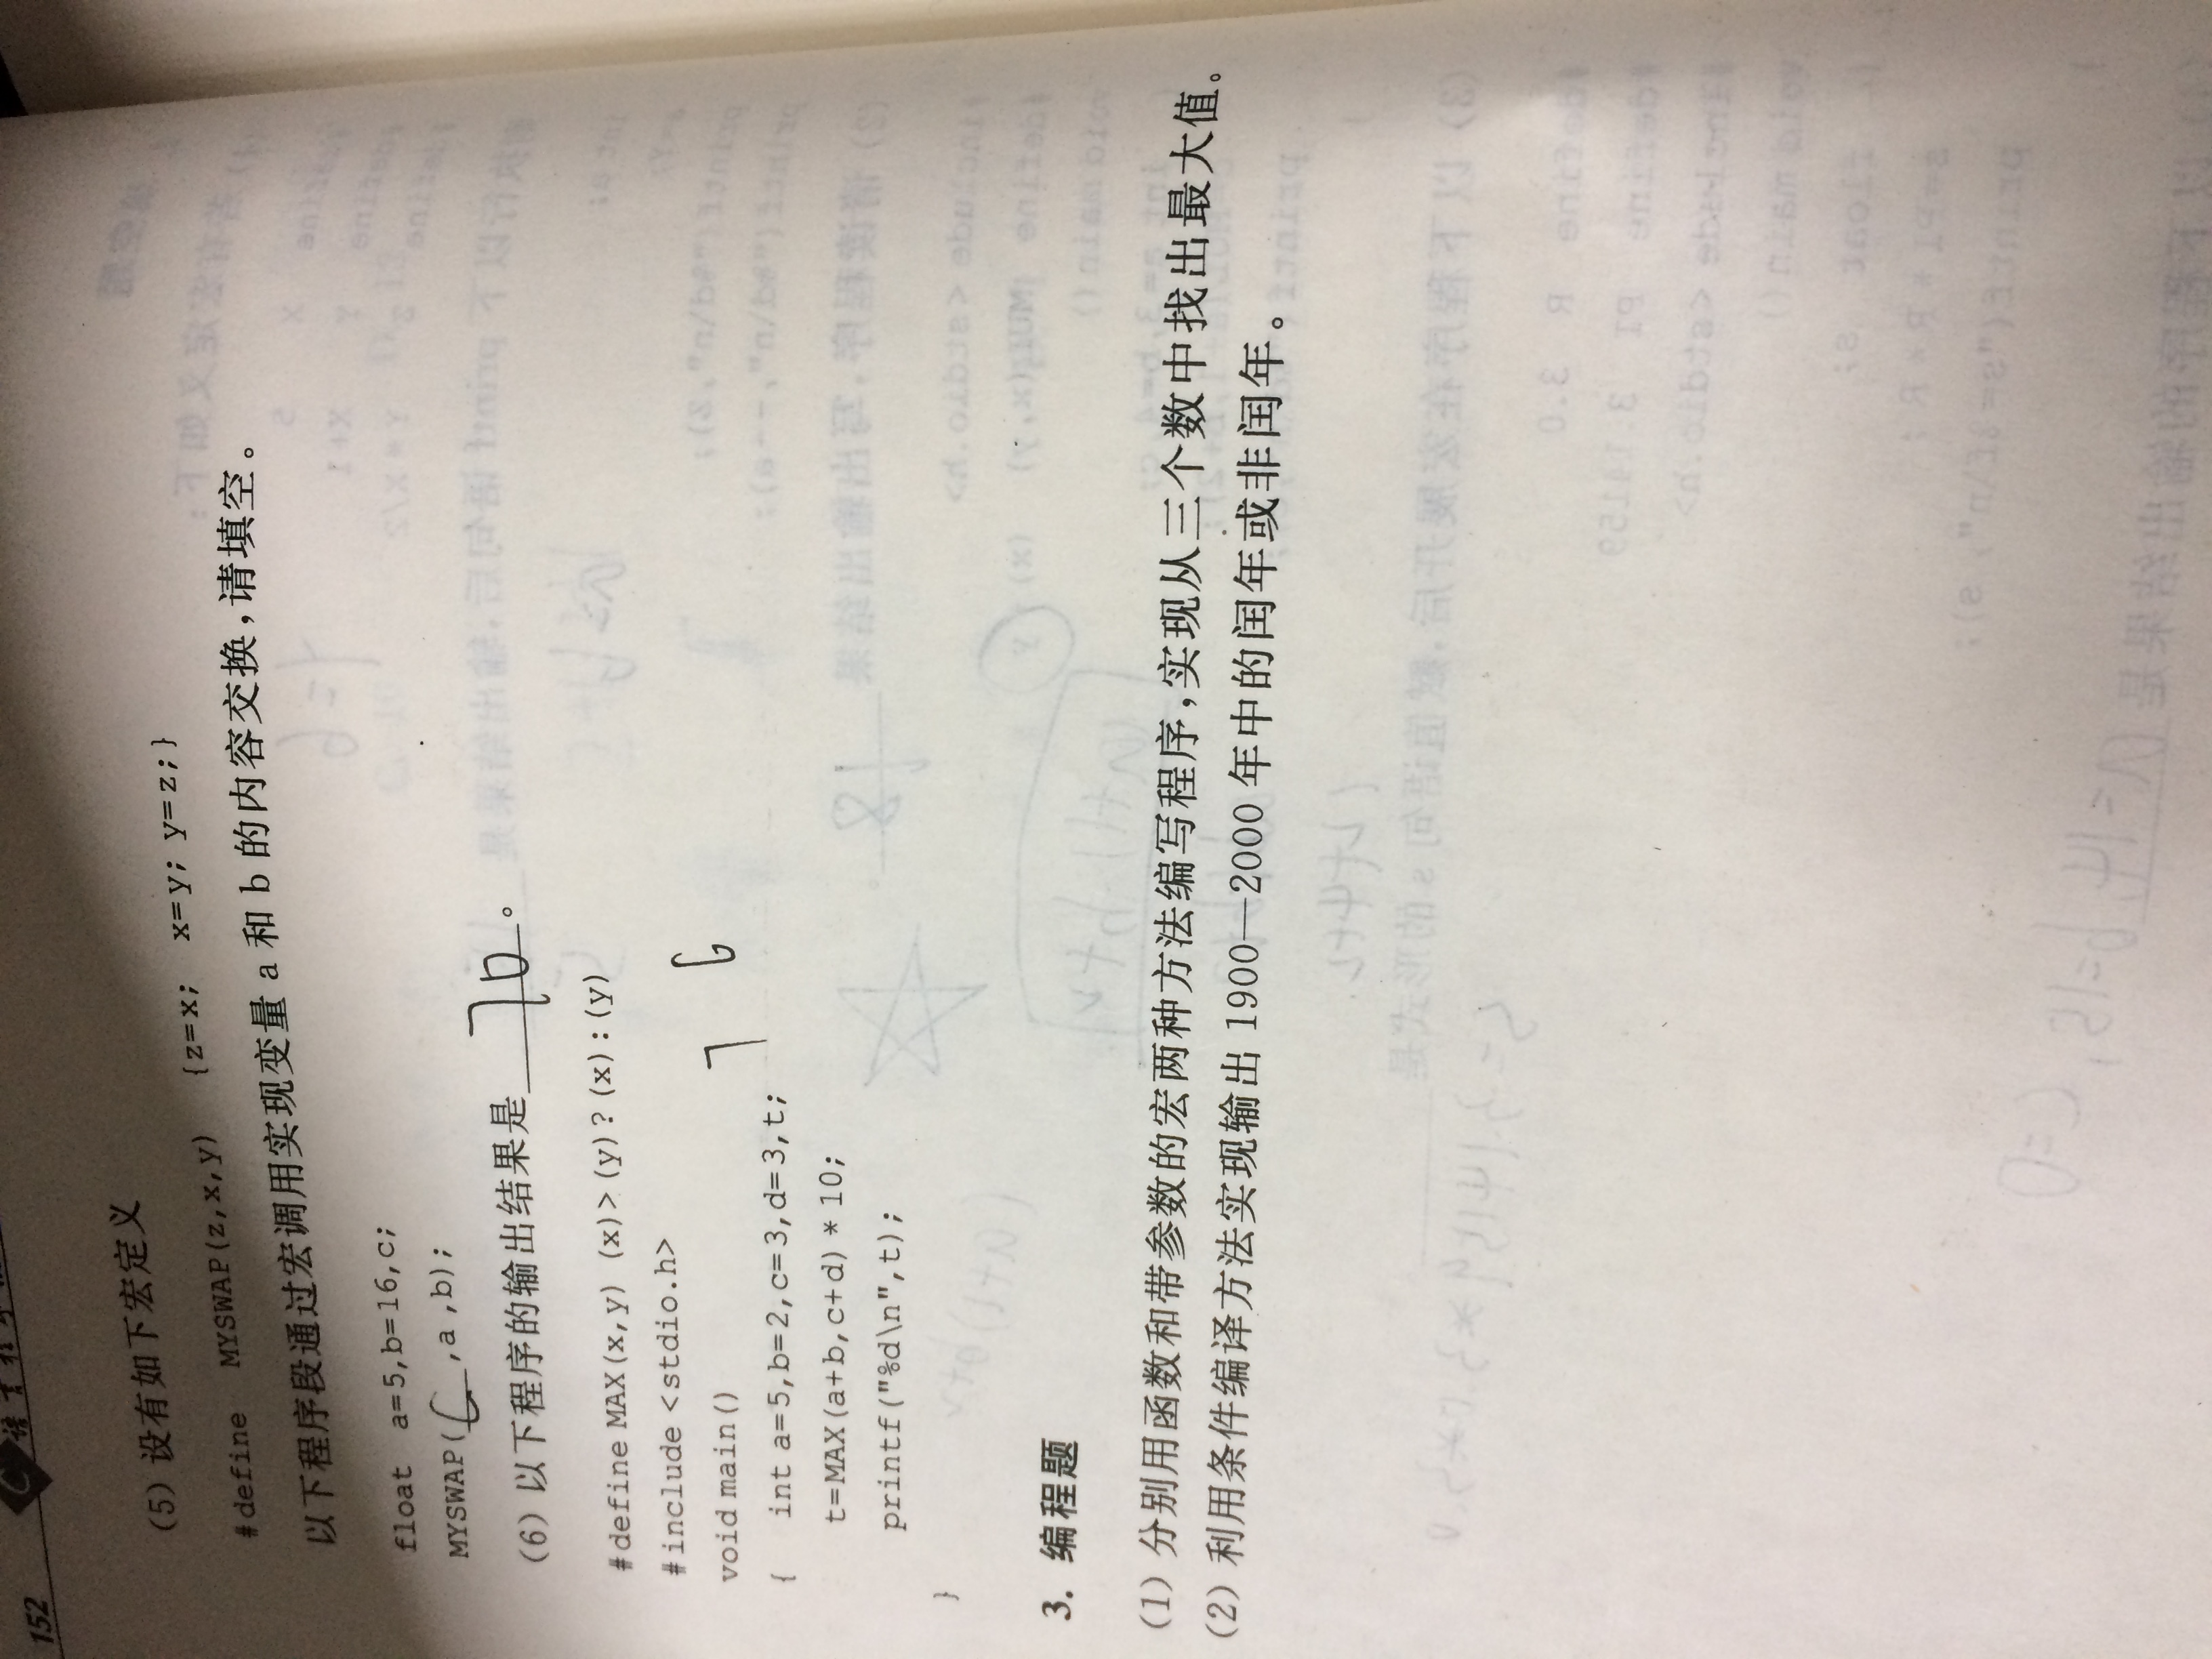 152
C语言程序
(5) 设有如下宏定义
#define MYSWAP(z,x,y) {z=x; x=y; y=z;}
以下程序段通过宏调用实现变量 a 和 b 的内容交换,请填空。
float a=5,b=16,c;
MYSWAP(C,a ,b);
(6) 以下程序的输出结果是 70 。
#define MAX(x,y) (x)>(y)?(x):(y)
#include <stdio.h>
void main()
7 6
{ int a=5,b=2,c=3,d=3,t;
t=MAX(a+b,c+d) * 10;
printf("%d\n",t);
}
3. 编程题
(1) 分别用函数和带参数的宏两种方法编写程序,实现从三个数中找出最大值。
(2) 利用条件编译方法实现输出 1900—2000 年中的闰年或非闰年。